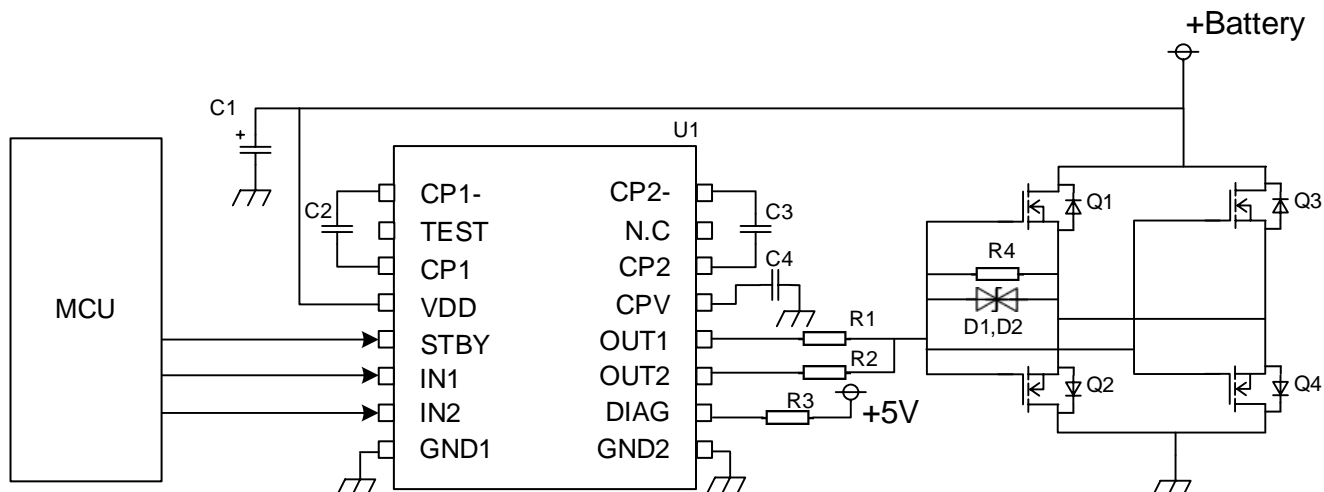 +Battery
C1
+
U1
MCU
CP1-
TEST
CP1
VDD
STBY
IN1
IN2
GND1
CP2-
N.C
CP2
CPV
OUT1
OUT2
DIAG
GND2
C2
C3
C4
R1
R2
R3
+5V
R4
D1,D2
Q1
Q3
Q2
Q4